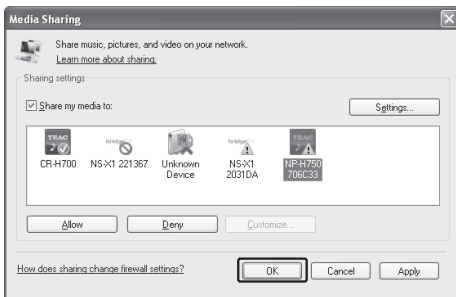 Media Sharing
Share music, pictures, and video on your network.
Learn more about sharing.
Sharing settings
Share my media to:
Settings...
TEAC
TEAC
CR-H700
NS-X1 221367
Unknown
Device
NS-X1
2031DA
NP-H750
706C33
Allow
Deny
Customize...
How does sharing change firewall settings?
OK
Cancel
Apply